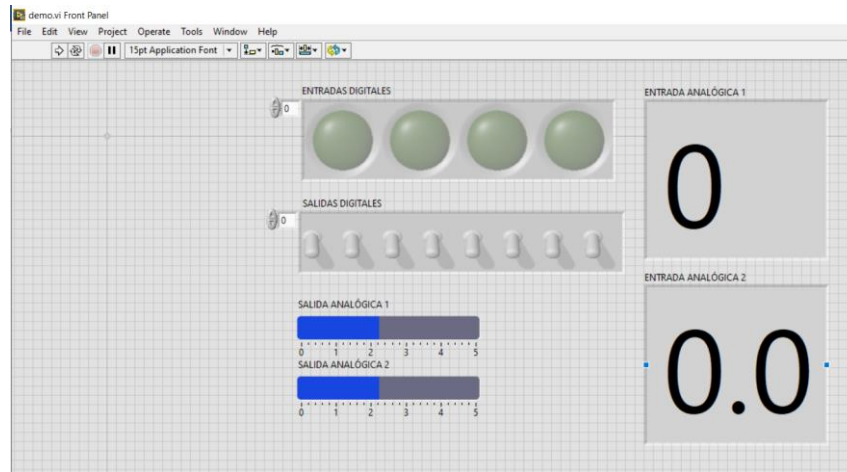 demo.vi Front Panel
File Edit View Project Operate Tools Window Help
15pt Application Font
ENTRADAS DIGITALES
0
ENTRADA ANALÓGICA 1
0
SALIDAS DIGITALES
0
ENTRADA ANALÓGICA 2
0.0
SALIDA ANALÓGICA 1
0 1 2 3 4 5
SALIDA ANALÓGICA 2
0 1 2 3 4 5